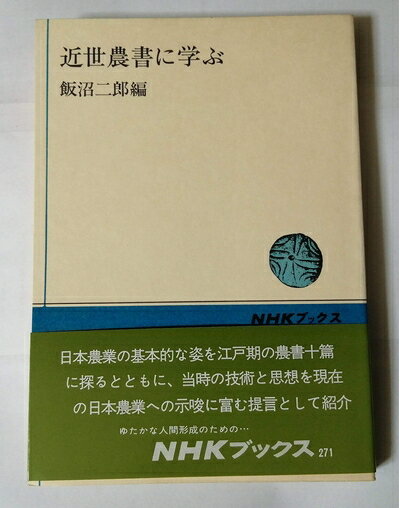 近世農書に学ぶ
飯沼二郎編
NHKブックス
日本農業の基本的な姿を江戸期の農書十篇
に探るとともに、当時の技術と思想を現在
の日本農業への示唆に富む提言として紹介
ゆたかな人間形成のための…
NHKブックス 271